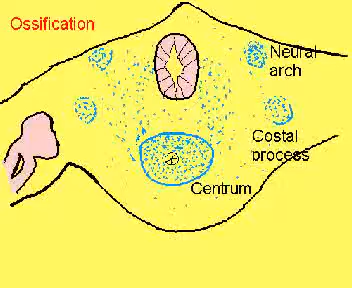 Ossification
Neural
arch
Costal
process
Centrum